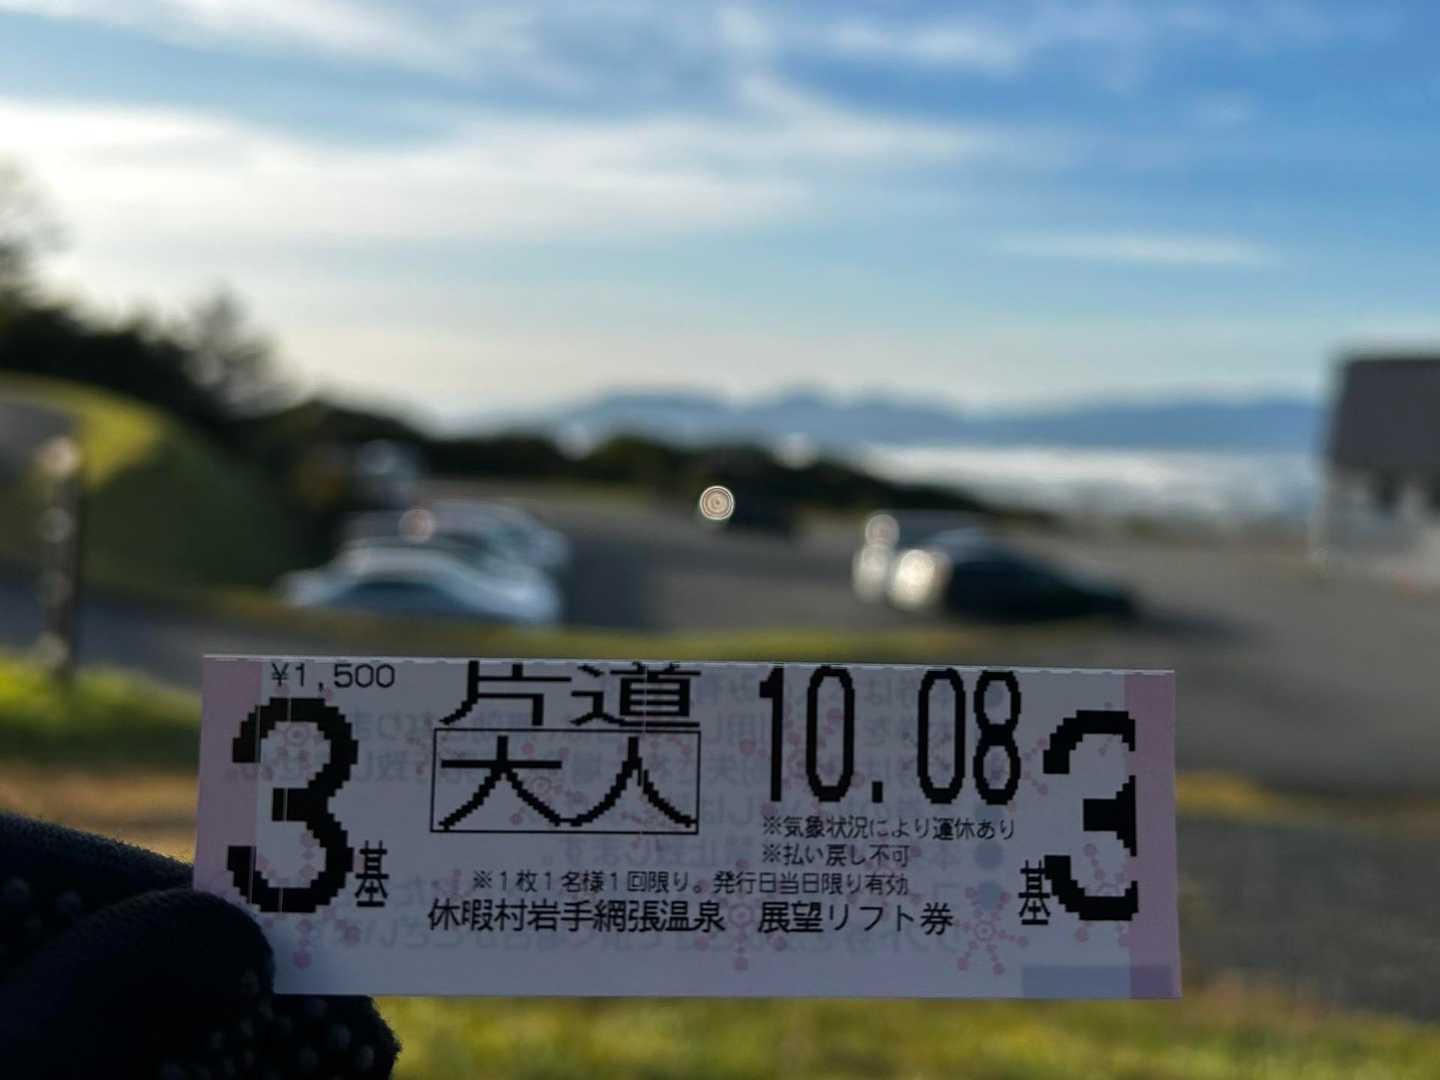 ¥1,500
片道
大人
10.08
3基
3基
※気象状況により運休あり
※払い戻し不可
※1枚1名様1回限り。発行日当日限り有効
休暇村岩手網張温泉 展望リフト券